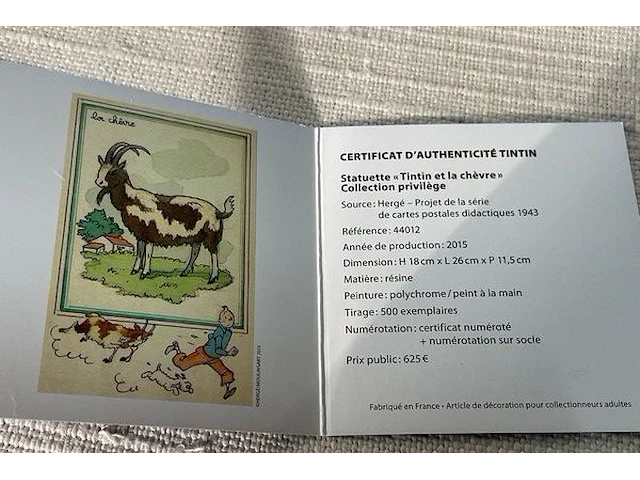 la chèvre
©HERGÉ/MOULINSART 2015
CERTIFICAT D'AUTHENTICITÉ TINTIN
Statuette «Tintin et la chèvre»
Collection privilège
Source: Hergé – Projet de la série
de cartes postales didactiques 1943
Référence: 44012
Année de production: 2015
Dimension: H 18 cm x L 26 cm x P 11,5 cm
Matière: résine
Peinture: polychrome/peint à la main
Tirage: 500 exemplaires
Numérotation: certificat numéroté
+ numérotation sur socle
Prix public: 625 €
Fabriqué en France • Article de décoration pour collectionneurs adultes